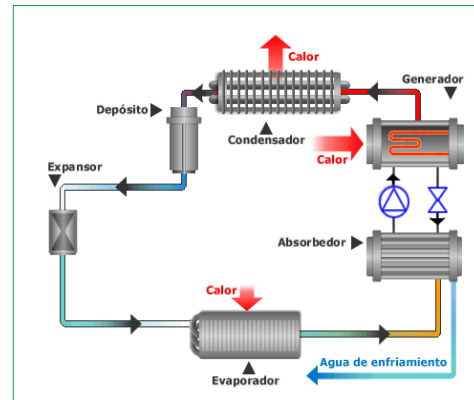 Calor
Generador
Depósito
Condensador
Calor
Expansor
Absorbedor
Calor
Agua de enfriamiento
Evaporador